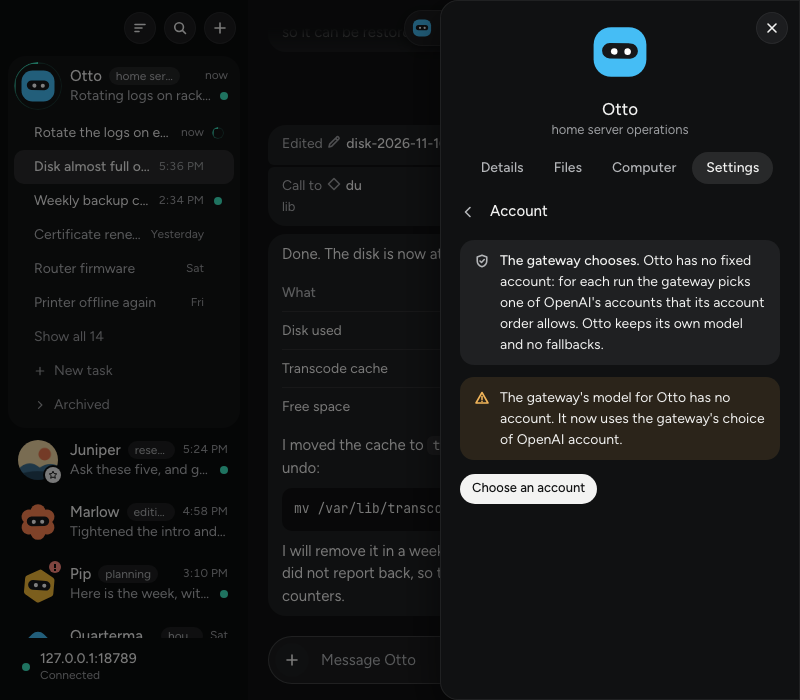 Otto
home ser...
now
Rotating logs on rack...
Rotate the logs on e...
now
Disk almost full o...
5:36 PM
Weekly backup c...
2:34 PM
Certificate rene...
Yesterday
Router firmware
Sat
Printer offline again
Fri
Show all 14
New task
Archived
Juniper
rese...
5:24 PM
Ask these five, and g...
Marlow
editi...
4:58 PM
Tightened the intro and...
Pip
planning
3:10 PM
Here is the week, wit...
Quarterma
hou...
Sat
127.0.0.1:18789
Connected
so it can be restor
Edited
disk-2026-11-1
Call to
du
lib
Done. The disk is now at
What
Disk used
Transcode cache
Free space
I moved the cache to
undo:
mv /var/lib/transco
I will remove it in a week
did not report back, so t
counters.
Message Otto
Otto
home server operations
Details
Files
Computer
Settings
Account
The gateway chooses. Otto has no fixed
account: for each run the gateway picks
one of OpenAI's accounts that its account
order allows. Otto keeps its own model
and no fallbacks.
The gateway's model for Otto has no
account. It now uses the gateway's choice
of OpenAI account.
Choose an account